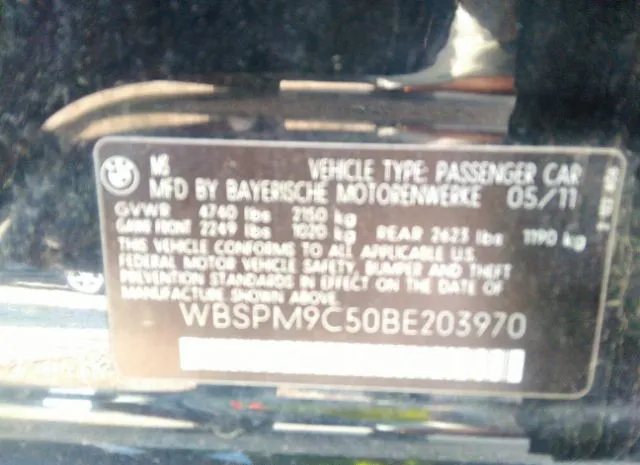 VEHICLE TYPE: PASSENGER CAR
MFD BY BAYERISCHE MOTORENWERKE 05/11
GVWR 4740 lbs 2150 kg
GAWR FRONT 2249 lbs 1020 kg REAR 2623 lbs 1190 kg
THIS VEHICLE CONFORMS TO ALL APPLICABLE U.S.
FEDERAL MOTOR VEHICLE SAFETY, BUMPER AND THEFT
PREVENTION STANDARDS IN EFFECT ON THE DATE OF
MANUFACTURE SHOWN ABOVE.
WBSPM9C50BE203970